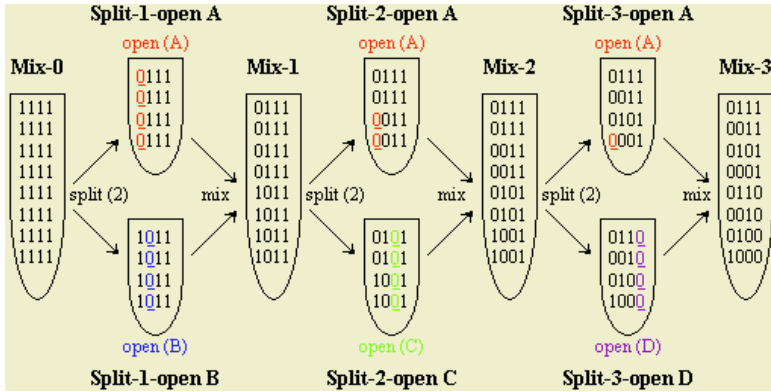 Split-1-open A
Split-2-open A
Split-3-open A
Mix-0
1111
1111
1111
1111
1111
1111
1111
1111
split (2)
open (A)
0111
0111
0111
0111
1011
1011
1011
1011
open (B)
mix
Mix-1
0111
0111
0111
0111
1011
1011
1011
1011
split (2)
open (A)
0111
0111
0011
0011
0101
0101
1001
1001
open (C)
mix
Mix-2
0111
0111
0011
0011
0101
0101
1001
1001
split (2)
open (A)
0111
0011
0101
0001
0110
0010
0100
1000
open (D)
mix
Mix-3
0111
0011
0101
0001
0110
0010
0100
1000
Split-1-open B
Split-2-open C
Split-3-open D